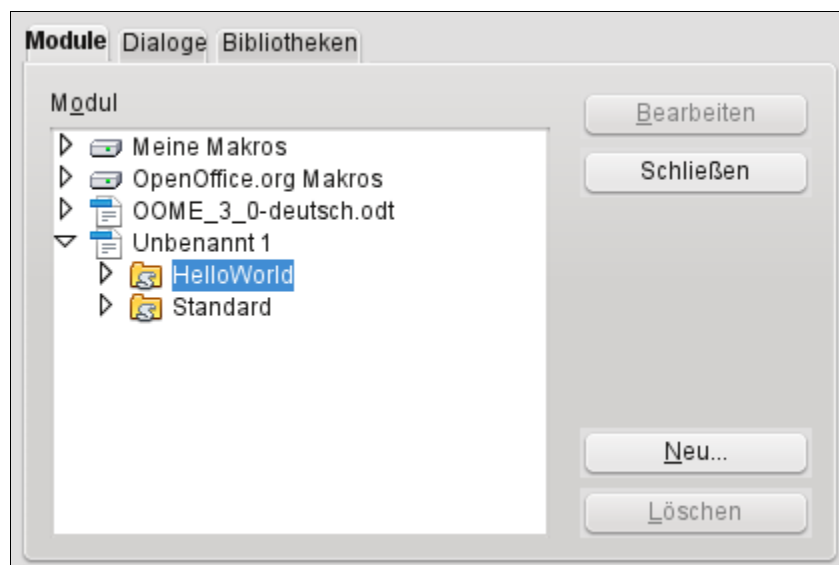 Module Dialoge Bibliotheken
Modul
Bearbeiten
Meine Makros
Schließen
OpenOffice.org Makros
OOME_3_0-deutsch.odt
Unbenannt 1
HelloWorld
Standard
Neu...
Löschen